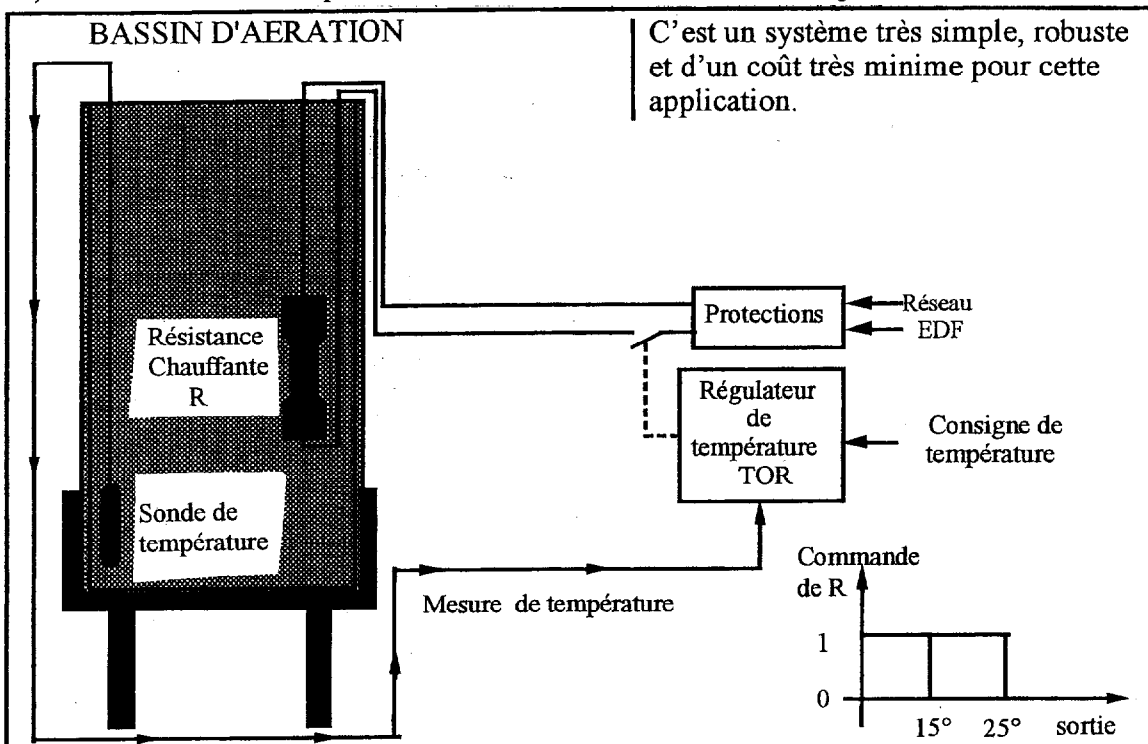 BASSIN D'AERATION
C'est un système très simple, robuste
et d'un coût très minime pour cette
application.
Résistance
Chauffante
R
Sonde de
température
Protections
Réseau
EDF
Régulateur
de
température
TOR
Consigne de
température
Mesure de température
Commande
de R
1
0
15°
25°
sortie